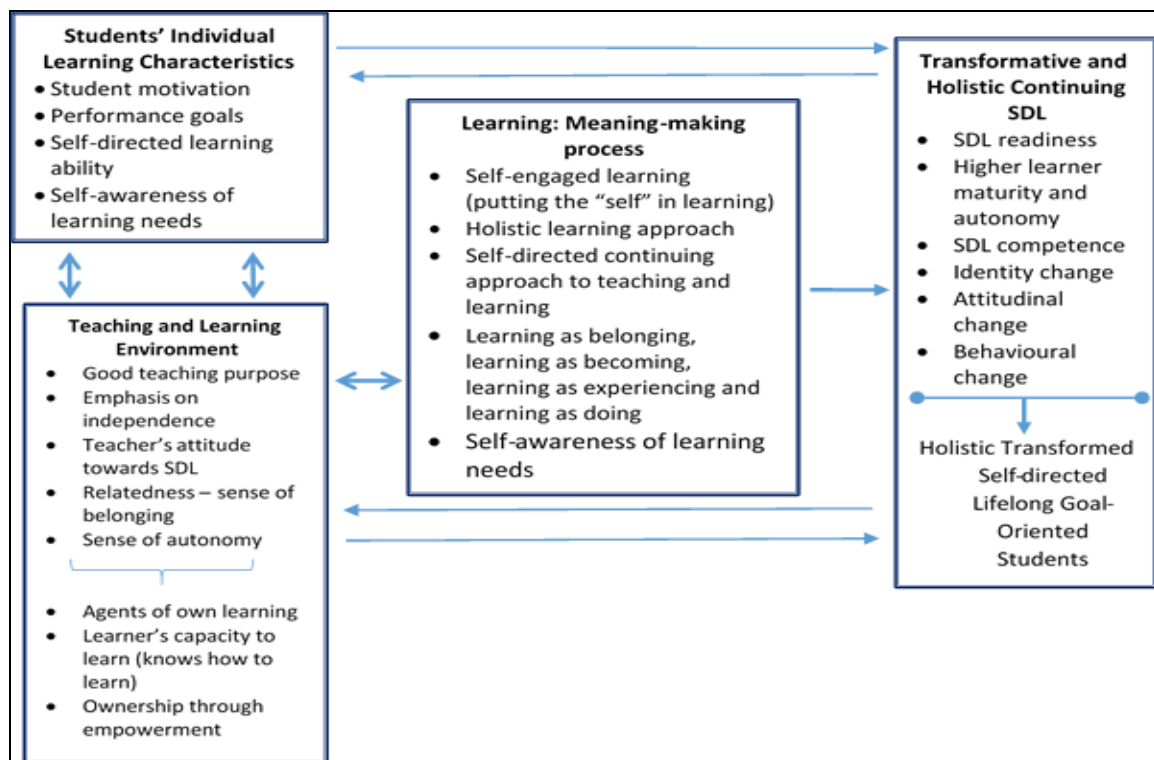 Students’ Individual
Learning Characteristics
• Student motivation
• Performance goals
• Self-directed learning
ability
• Self-awareness of
learning needs
Teaching and Learning
Environment
• Good teaching purpose
• Emphasis on
independence
• Teacher’s attitude
towards SDL
• Relatedness – sense of
belonging
• Sense of autonomy
• Agents of own learning
• Learner’s capacity to
learn (knows how to
learn)
• Ownership through
empowerment
Learning: Meaning-making
process
• Self-engaged learning
(putting the “self” in learning)
• Holistic learning approach
• Self-directed continuing
approach to teaching and
learning
• Learning as belonging,
learning as becoming,
learning as experiencing and
learning as doing
• Self-awareness of learning
needs
Transformative and
Holistic Continuing
SDL
• SDL readiness
• Higher learner
maturity and
autonomy
• SDL competence
• Identity change
• Attitudinal
change
• Behavioural
change
Holistic Transformed
Self-directed
Lifelong Goal-
Oriented
Students